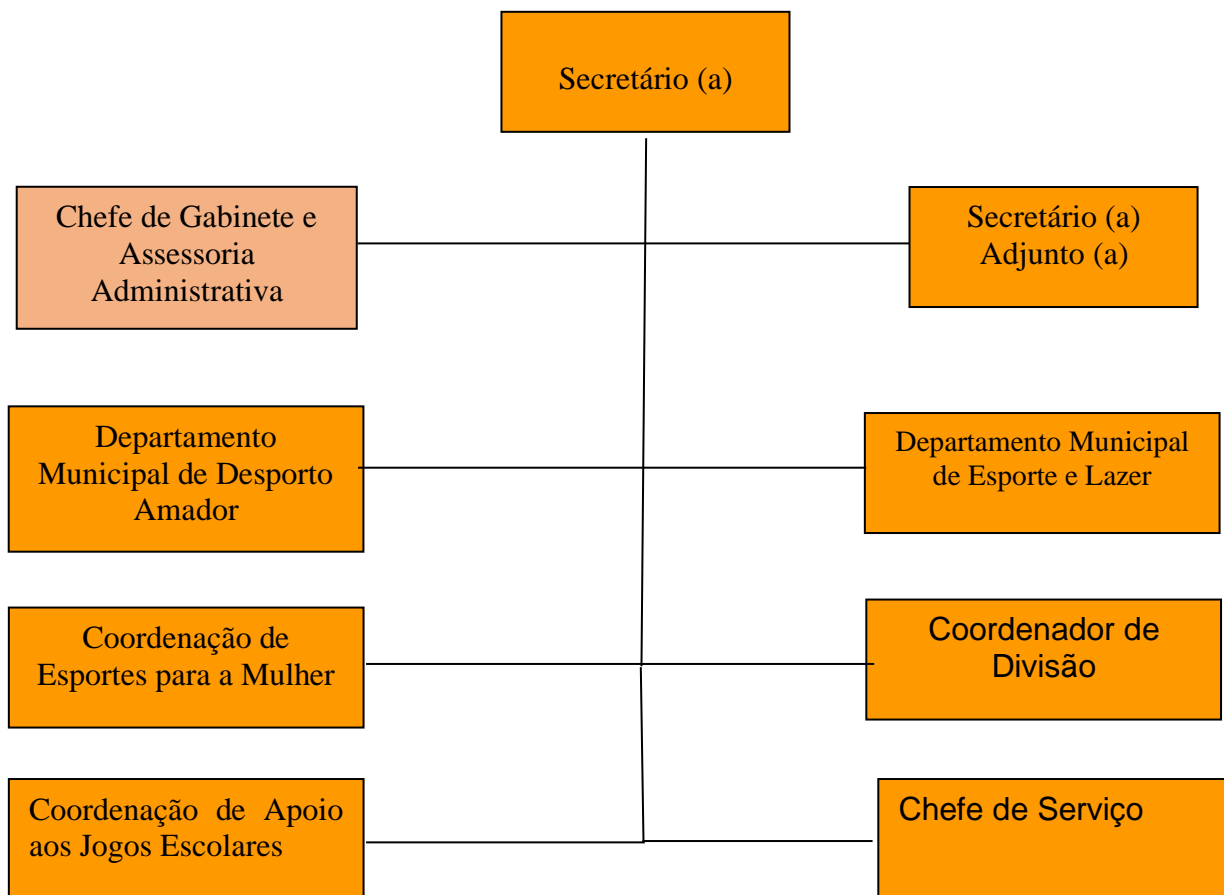 Secretário (a)
Chefe de Gabinete e
Assessoria
Administrativa
Secretário (a)
Adjunto (a)
Departamento
Municipal de Desporto
Amador
Departamento Municipal
de Esporte e Lazer
Coordenação de
Esportes para a Mulher
Coordenador de
Divisão
Coordenação de Apoio
aos Jogos Escolares
Chefe de Serviço